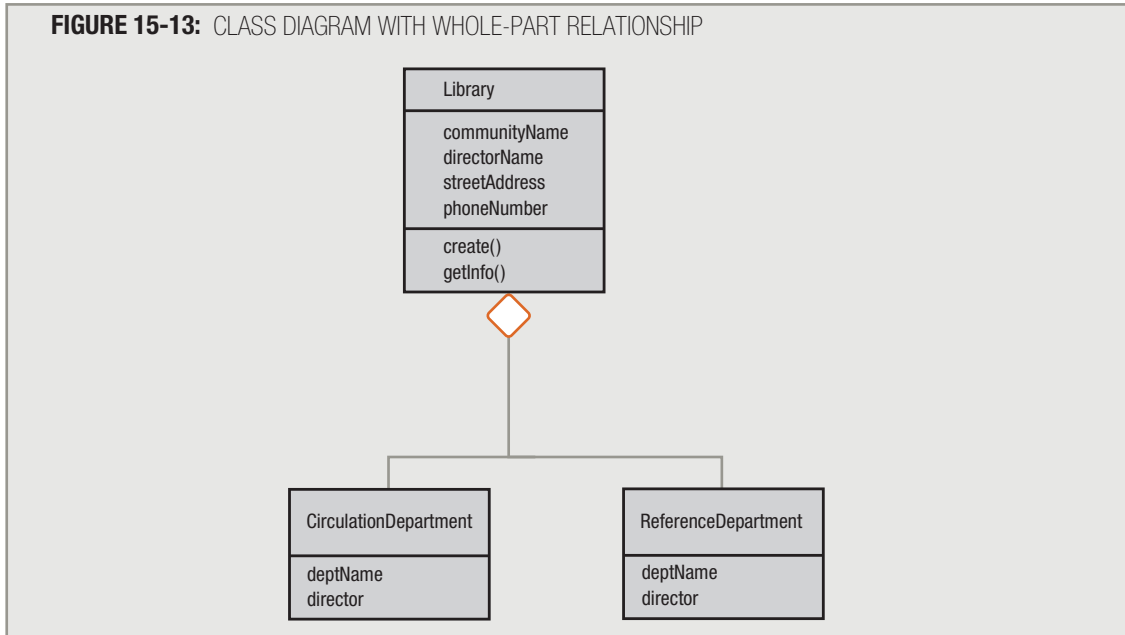 FIGURE 15-13: CLASS DIAGRAM WITH WHOLE-PART RELATIONSHIP
Library
communityName
directorName
streetAddress
phoneNumber
create()
getInfo()
CirculationDepartment
deptName
director
ReferenceDepartment
deptName
director